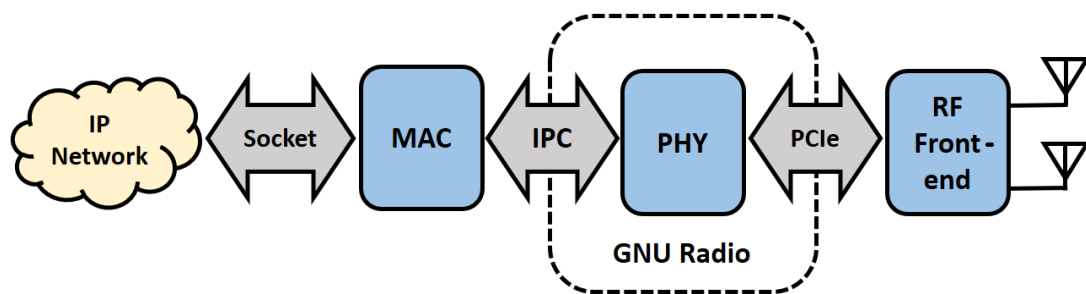 IP
Network
Socket
MAC
IPC
PHY
PCIe
RF
Front-
end
GNU Radio